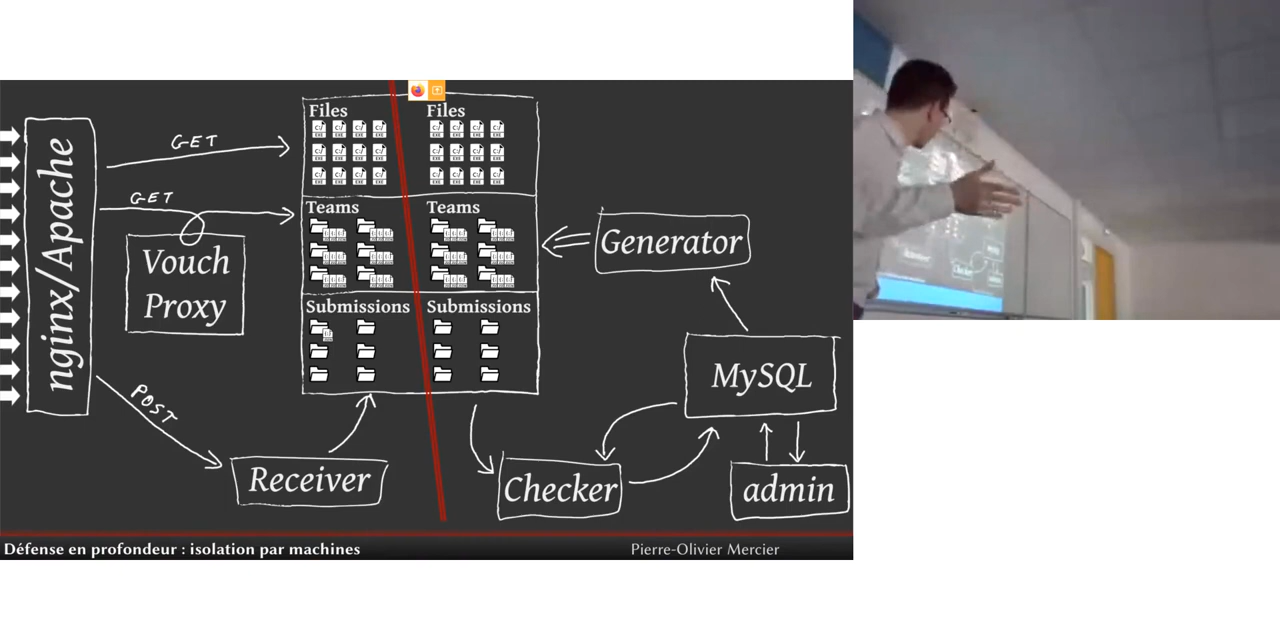 nginx/Apache
GET
GET
Vouch
Proxy
POST
Receiver
Files
Files
Teams
Teams
Submissions
Submissions
Generator
MySQL
Checker
admin
Défense en profondeur : isolation par machines
Pierre-Olivier Mercier